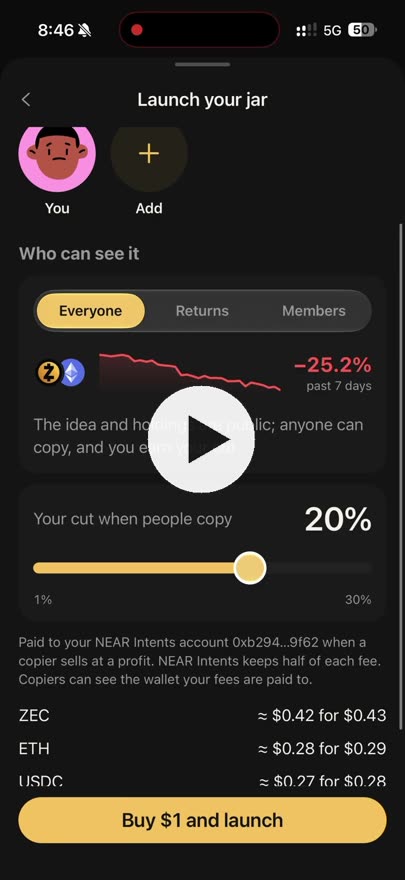 8:46
5G
50
Launch your jar
You
Add
Who can see it
Everyone
Returns
Members
−25.2%
past 7 days
The idea and public; anyone can
copy, and you
Your cut when people copy
20%
1%
30%
Paid to your NEAR Intents account 0xb294...9f62 when a
copier sells at a profit. NEAR Intents keeps half of each fee.
Copiers can see the wallet your fees are paid to.
ZEC ≈ $0.42 for $0.43
ETH ≈ $0.28 for $0.29
USDC ≈ $0.27 for $0.28
Buy $1 and launch